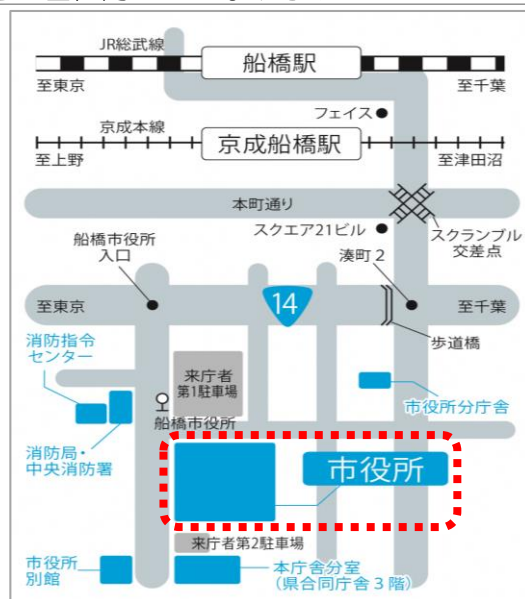 JR総武線
船橋駅
至東京
至千葉
フェイス
京成本線
京成船橋駅
至上野
至津田沼
本町通り
スクエア21ビル
スクランブル
交差点
船橋市役所
入口
湊町2
至東京
14
至千葉
歩道橋
消防指令
センター
来庁者
第1駐車場
市役所分庁舎
船橋市役所
消防局・
中央消防署
市役所
来庁者第2駐車場
市役所
別館
本庁舎分室
(県合同庁舎3階)